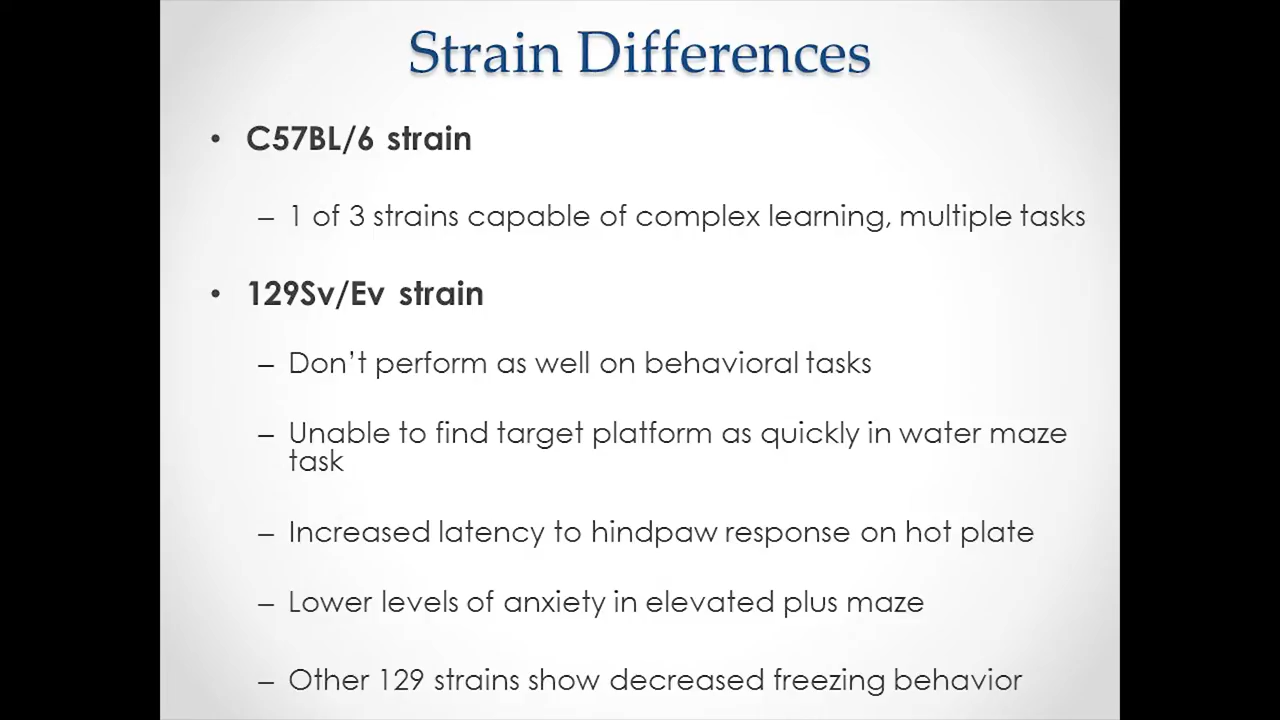 Strain Differences
• C57BL/6 strain
– 1 of 3 strains capable of complex learning, multiple tasks
• 129Sv/Ev strain
– Don’t perform as well on behavioral tasks
– Unable to find target platform as quickly in water maze
task
– Increased latency to hindpaw response on hot plate
– Lower levels of anxiety in elevated plus maze
– Other 129 strains show decreased freezing behavior